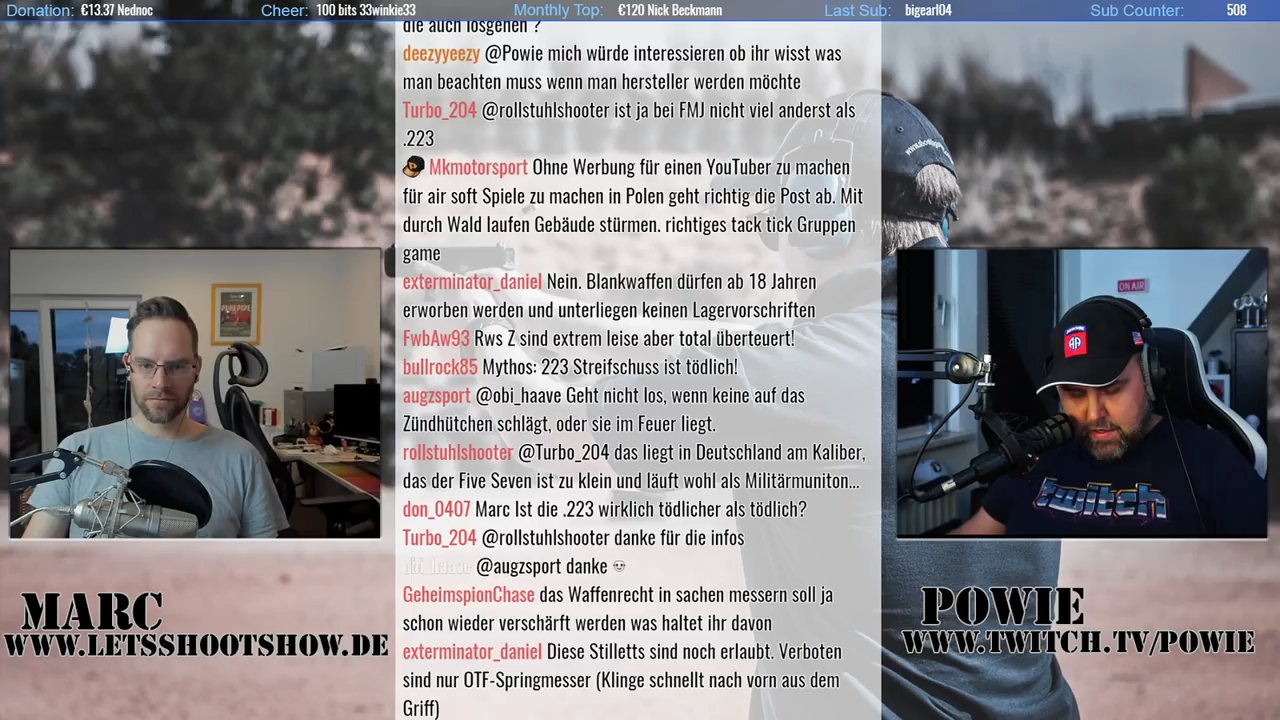 Donation: €13.37 Nednoc Cheer: 100 bits 33winkie33 Monthly Top: €120 Nick Beckmann Last Sub: bigearl04 Sub Counter: 508
die auch losgehen ?
deezyyeezy @Powie mich würde interessieren ob ihr wisst was
man beachten muss wenn man hersteller werden möchte
Turbo_204 @rollstuhlshooter ist ja bei FMJ nicht viel anderst als
.223
Mkmotorsport Ohne Werbung für einen YouTuber zu machen
für air soft Spiele zu machen in Polen geht richtig die Post ab. Mit
durch Wald laufen Gebäude stürmen. richtiges tack tick Gruppen
game
exterminator_daniel Nein. Blankwaffen dürfen ab 18 Jahren
erworben werden und unterliegen keinen Lagervorschriften
FwbAw93 Rws Z sind extrem leise aber total überteuert!
bullrock85 Mythos: 223 Streifschuss ist tödlich!
augzsport @obi_haave Geht nicht los, wenn keine auf das
Zündhütchen schlägt, oder sie im Feuer liegt.
rollstuhlshooter @Turbo_204 das liegt in Deutschland am Kaliber,
das der Five Seven ist zu klein und läuft wohl als Militärmuniton...
don_0407 Marc Ist die .223 wirklich tödlicher als tödlich?
Turbo_204 @rollstuhlshooter danke für die infos
obi_haave @augzsport danke
GeheimspionChase das Waffenrecht in sachen messern soll ja
schon wieder verschärft werden was haltet ihr davon
exterminator_daniel Diese Stilletts sind noch erlaubt. Verboten
sind nur OTF-Springmesser (Klinge schnellt nach vorn aus dem
Griff)
ON AIR
AIRBORNE
AA
twitch
MARC
WWW.LETSSHOOTSHOW.DE
POWIE
WWW.TWITCH.TV/POWIE